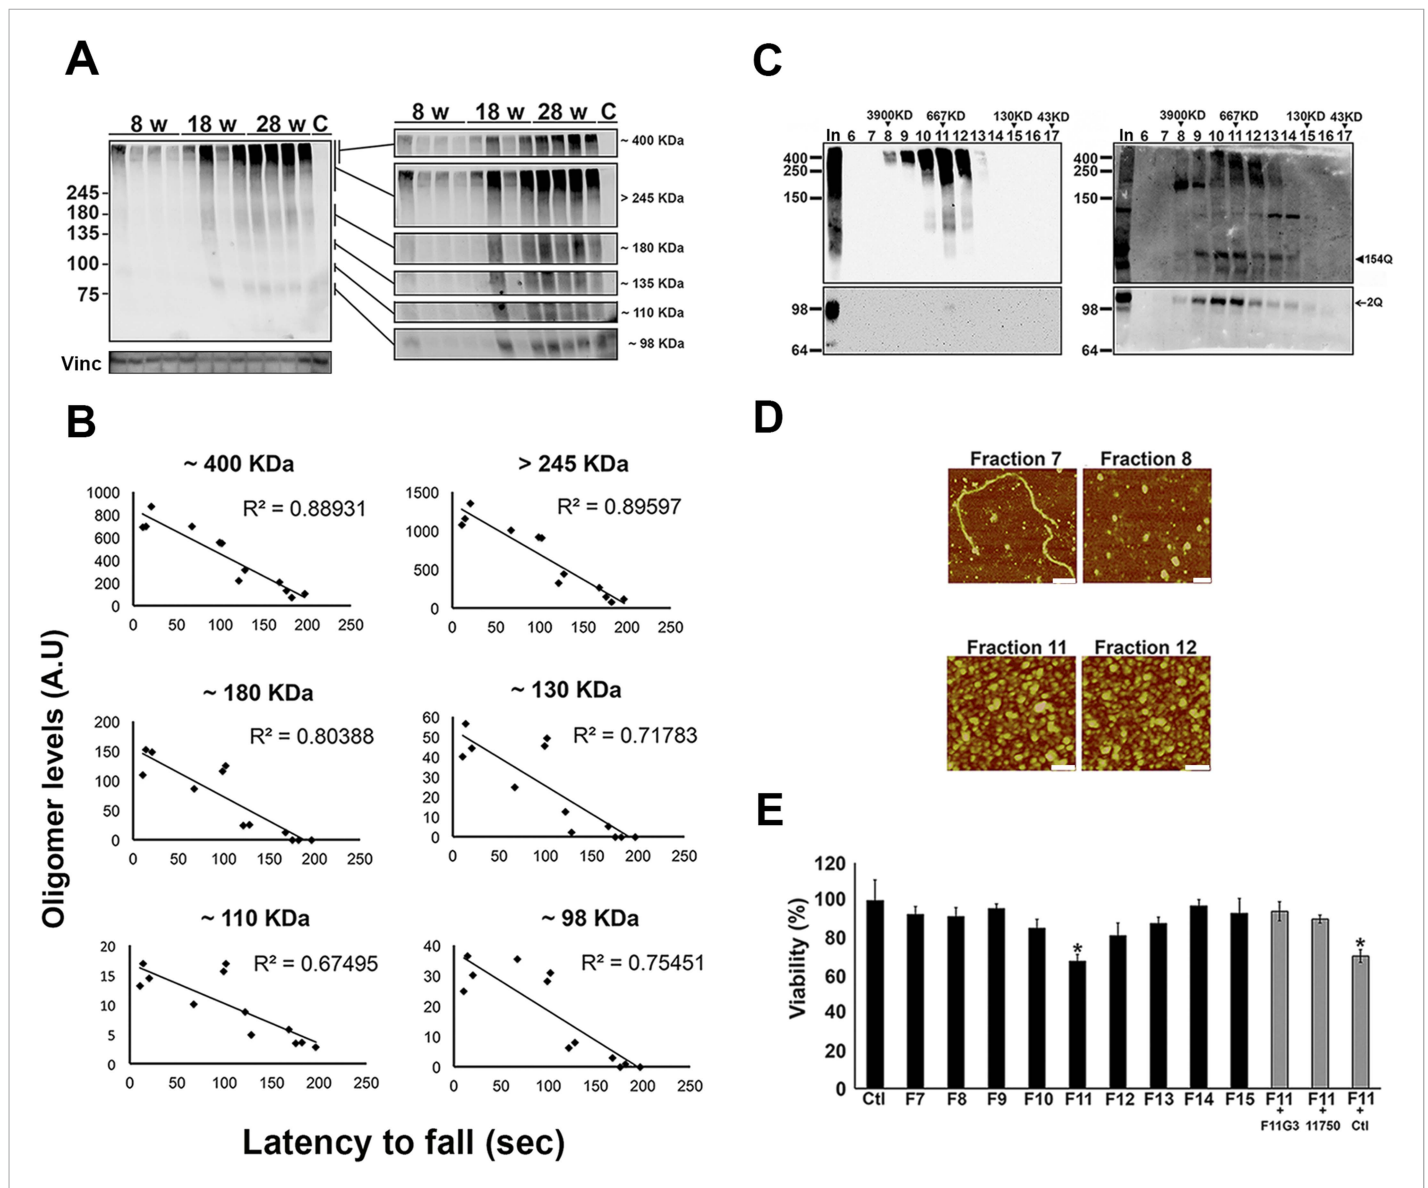 A
8 w 18 w 28 w C
245
180
135
100
75
Vinc
8 w 18 w 28 w C
~ 400 KDa
> 245 KDa
~ 180 KDa
~ 135 KDa
~ 110 KDa
~ 98 KDa
B
Oligomer levels (A.U)
~ 400 KDa
R² = 0.88931
1000
800
600
400
200
0
0 50 100 150 200 250
> 245 KDa
R² = 0.89597
1500
1000
500
0
0 50 100 150 200 250
~ 180 KDa
R² = 0.80388
200
150
100
50
0
0 50 100 150 200 250
~ 130 KDa
R² = 0.71783
60
50
40
30
20
10
0
0 50 100 150 200 250
~ 110 KDa
R² = 0.67495
20
15
10
5
0
0 50 100 150 200 250
~ 98 KDa
R² = 0.75451
40
30
20
10
0
0 50 100 150 200 250
Latency to fall (sec)
C
3900KD 667KD 130KD 43KD
In 6 7 8 9 10 11 12 13 14 15 16 17
400
250
150
98
64
3900KD 667KD 130KD 43KD
In 6 7 8 9 10 11 12 13 14 15 16 17
400
250
150
◄154Q
98
←2Q
64
D
Fraction 7 Fraction 8
Fraction 11 Fraction 12
E
Viability (%)
120
100
80
60
40
20
0
* *
Ctl F7 F8 F9 F10 F11 F12 F13 F14 F15 F11 F11 F11
+ + +
F11G3 11750 Ctl